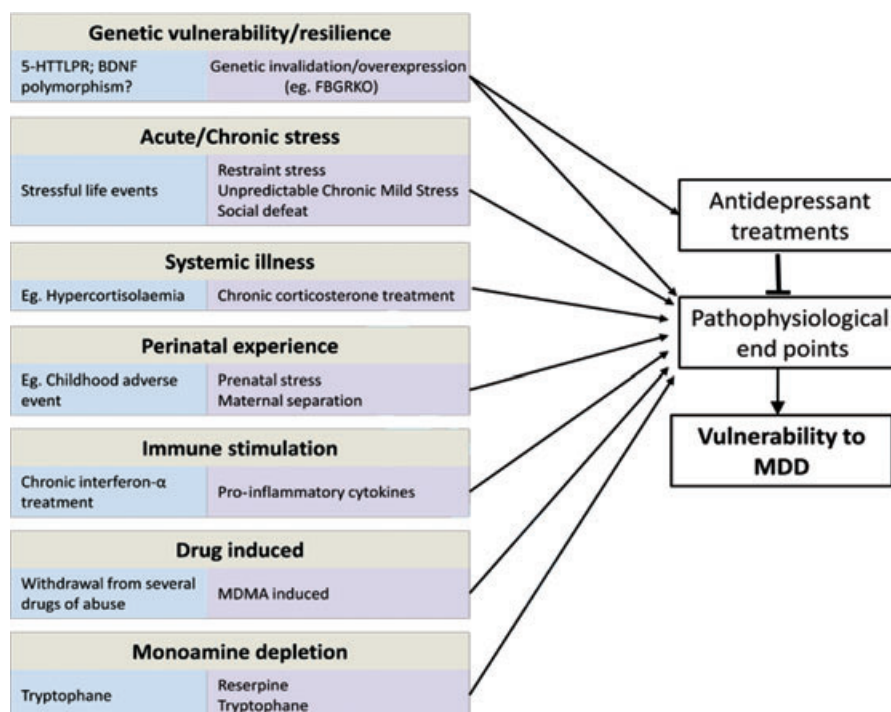 Genetic vulnerability/resilience
5-HTTLPR; BDNF
polymorphism?
Genetic invalidation/overexpression
(eg. FBGRKO)
Acute/Chronic stress
Stressful life events
Restraint stress
Unpredictable Chronic Mild Stress
Social defeat
Systemic illness
Eg. Hypercortisolaemia
Chronic corticosterone treatment
Perinatal experience
Eg. Childhood adverse
event
Prenatal stress
Maternal separation
Immune stimulation
Chronic interferon-α
treatment
Pro-inflammatory cytokines
Drug induced
Withdrawal from several
drugs of abuse
MDMA induced
Monoamine depletion
Tryptophane
Reserpine
Tryptophane
Antidepressant
treatments
Pathophysiological
end points
Vulnerability to
MDD